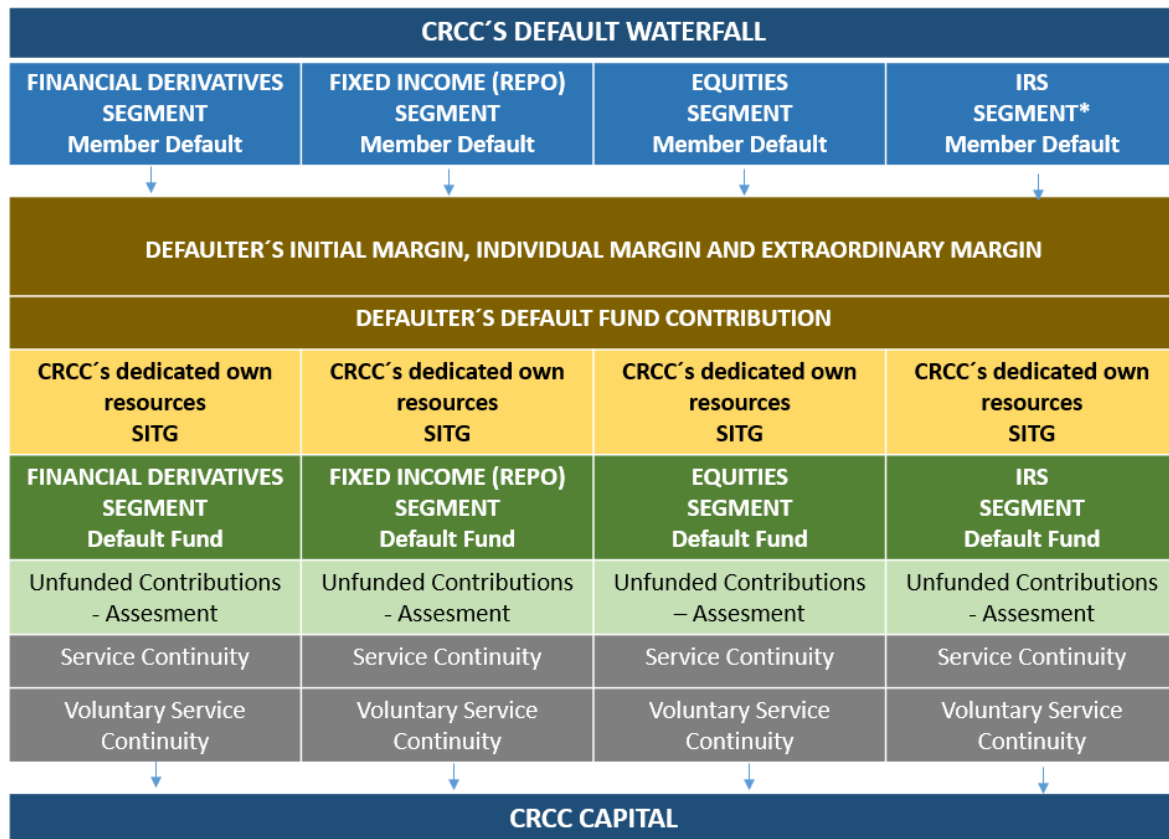 CRCC´S DEFAULT WATERFALL
FINANCIAL DERIVATIVES
SEGMENT
Member Default
FIXED INCOME (REPO)
SEGMENT
Member Default
EQUITIES
SEGMENT
Member Default
IRS
SEGMENT*
Member Default
DEFAULTER´S INITIAL MARGIN, INDIVIDUAL MARGIN AND EXTRAORDINARY MARGIN
DEFAULTER´S DEFAULT FUND CONTRIBUTION
CRCC´s dedicated own
resources
SITG
CRCC´s dedicated own
resources
SITG
CRCC´s dedicated own
resources
SITG
CRCC´s dedicated own
resources
SITG
FINANCIAL DERIVATIVES
SEGMENT
Default Fund
FIXED INCOME (REPO)
SEGMENT
Default Fund
EQUITIES
SEGMENT
Default Fund
IRS
SEGMENT
Default Fund
Unfunded Contributions
- Assesment
Unfunded Contributions
- Assesment
Unfunded Contributions
– Assesment
Unfunded Contributions
- Assesment
Service Continuity
Service Continuity
Service Continuity
Service Continuity
Voluntary Service
Continuity
Voluntary Service
Continuity
Voluntary Service
Continuity
Voluntary Service
Continuity
CRCC CAPITAL